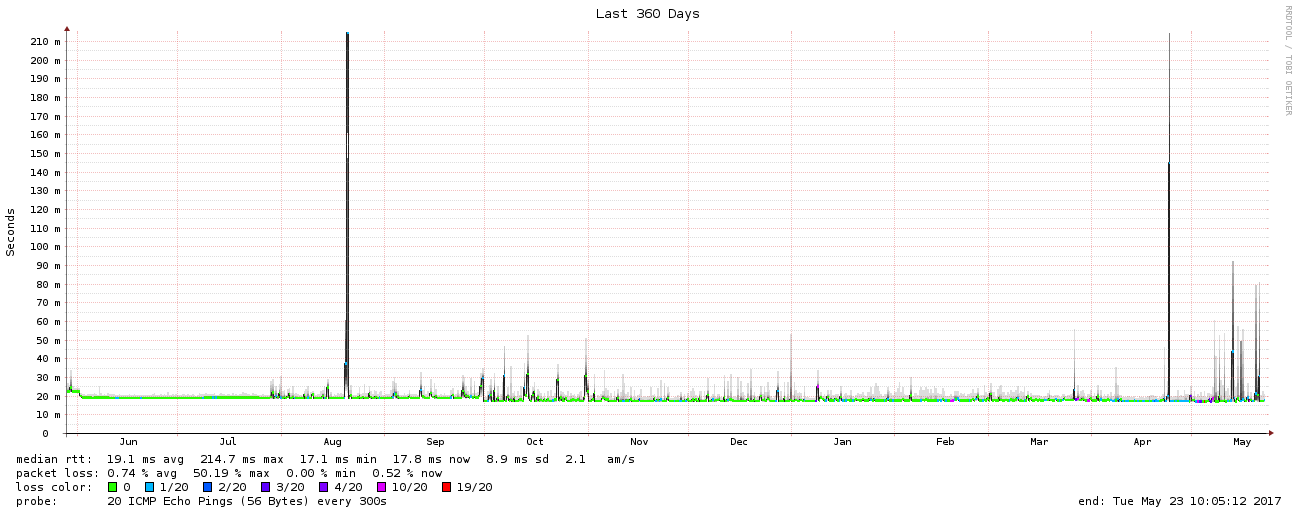 Last 360 Days
RRDTOOL / TOBI OETIKER
Seconds
210 m
200 m
190 m
180 m
170 m
160 m
150 m
140 m
130 m
120 m
110 m
100 m
90 m
80 m
70 m
60 m
50 m
40 m
30 m
20 m
10 m
0
Jun Jul Aug Sep Oct Nov Dec Jan Feb Mar Apr May
median rtt: 19.1 ms avg 214.7 ms max 17.1 ms min 17.8 ms now 8.9 ms sd 2.1 am/s
packet loss: 0.74 % avg 50.19 % max 0.00 % min 0.52 % now
loss color: 0 1/20 2/20 3/20 4/20 10/20 19/20
probe: 20 ICMP Echo Pings (56 Bytes) every 300s
end: Tue May 23 10:05:12 2017